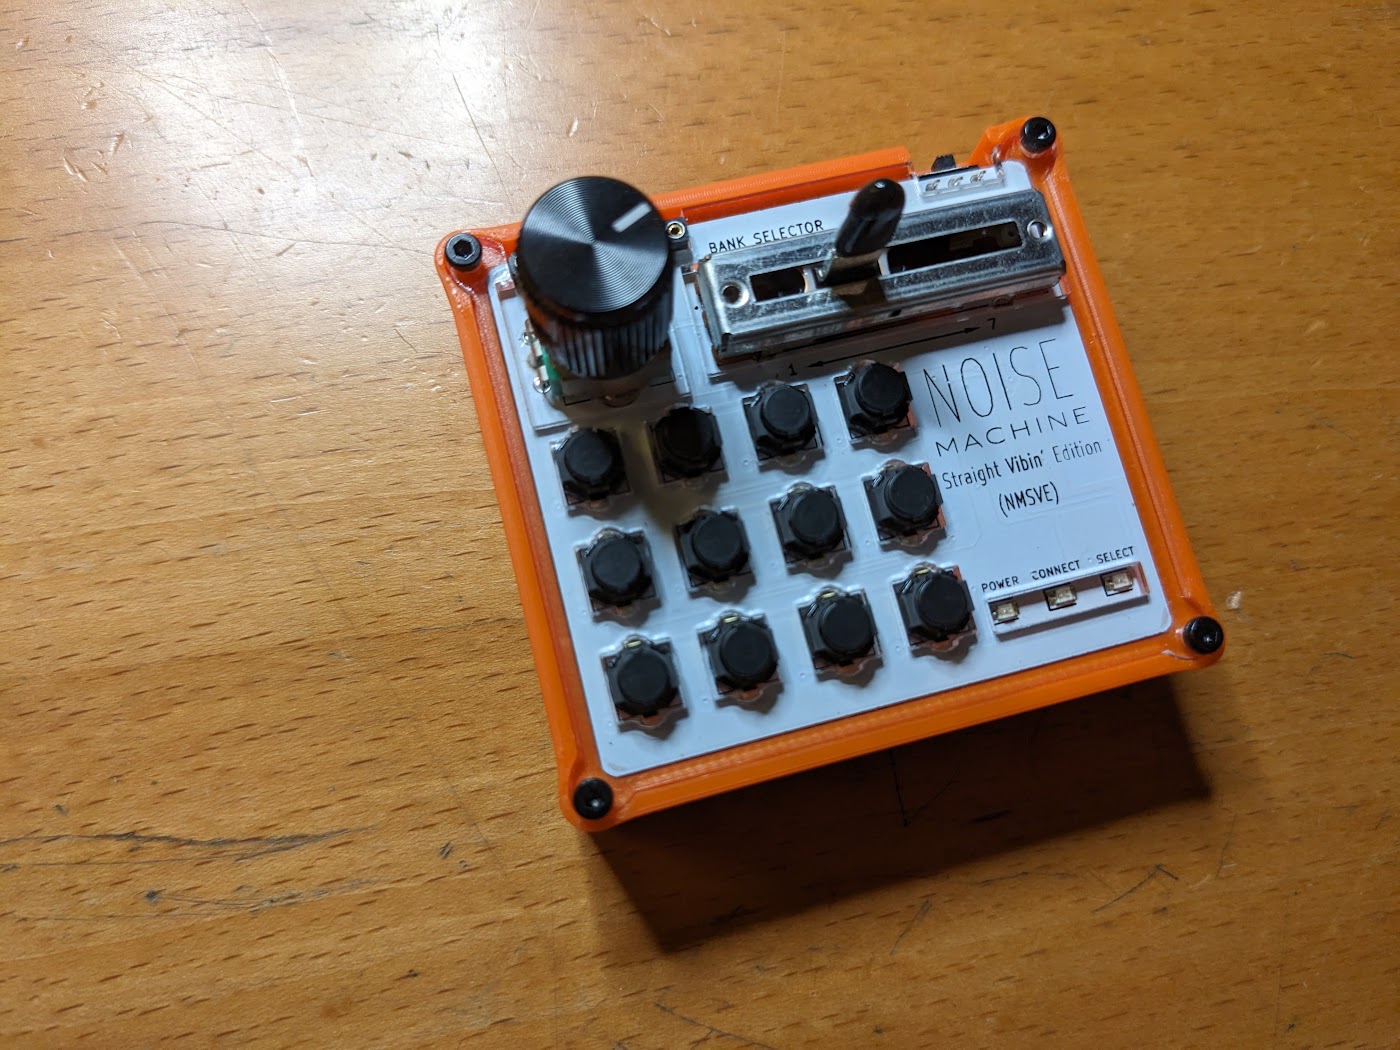 BANK SELECTOR
1 7
NOISE
MACHINE
Straight Vibin' Edition
(NMSVE)
POWER CONNECT SELECT